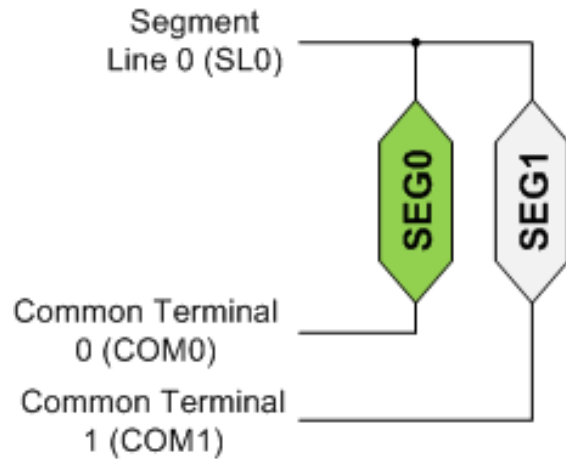 Segment
Line 0 (SL0)
SEG0
SEG1
Common Terminal
0 (COM0)
Common Terminal
1 (COM1)